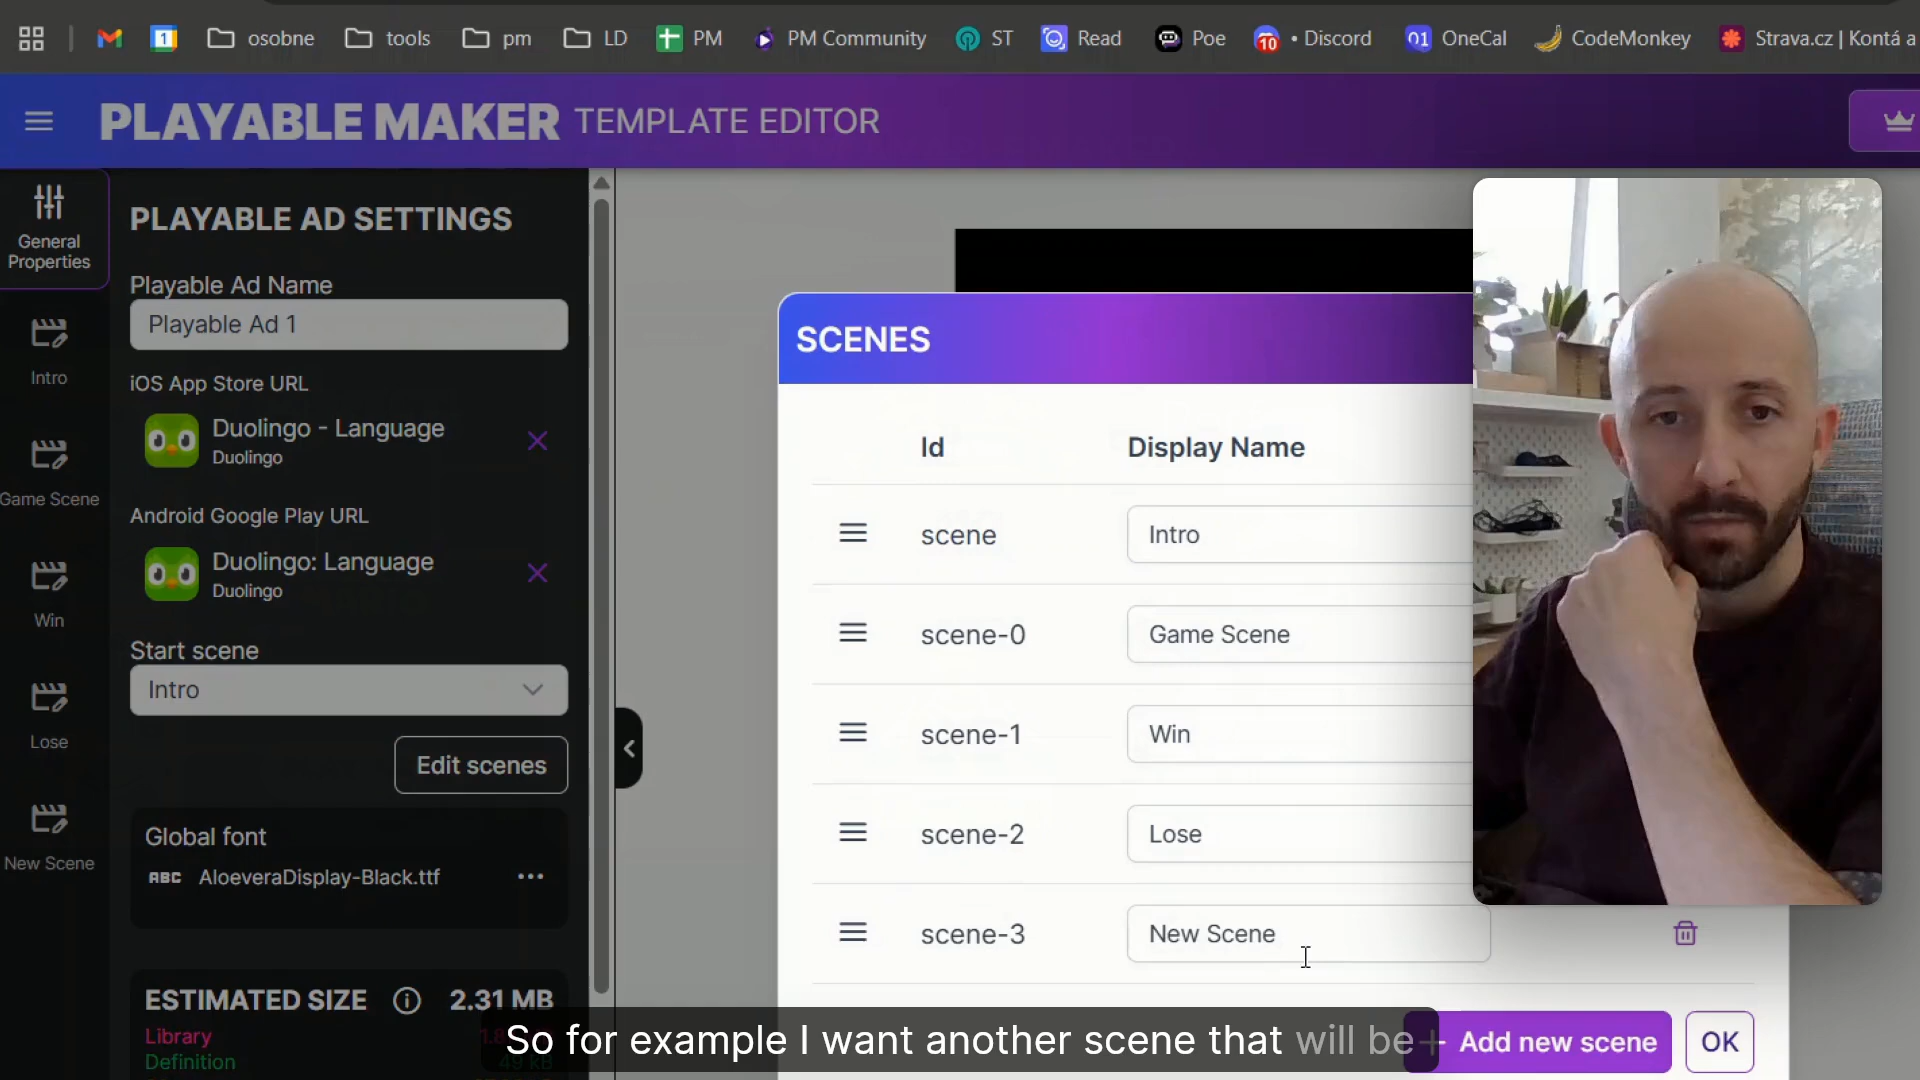 osobne
tools
pm
LD
PM
PM Community
ST
Read
Poe
10
• Discord
01
OneCal
CodeMonkey
Strava.cz | Kontá a
1
PLAYABLE MAKER TEMPLATE EDITOR
General
Properties
Intro
Game Scene
Win
Lose
New Scene
PLAYABLE AD SETTINGS
Playable Ad Name
Playable Ad 1
iOS App Store URL
Duolingo - Language
Duolingo
Android Google Play URL
Duolingo: Language
Duolingo
Start scene
Intro
Edit scenes
Global font
ABC AloeveraDisplay-Black.ttf
ESTIMATED SIZE 2.31 MB
Library
Definition
SCENES
Id Display Name
scene Intro
scene-0 Game Scene
scene-1 Win
scene-2 Lose
scene-3 New Scene
+ Add new scene
OK
So for example I want another scene that will be